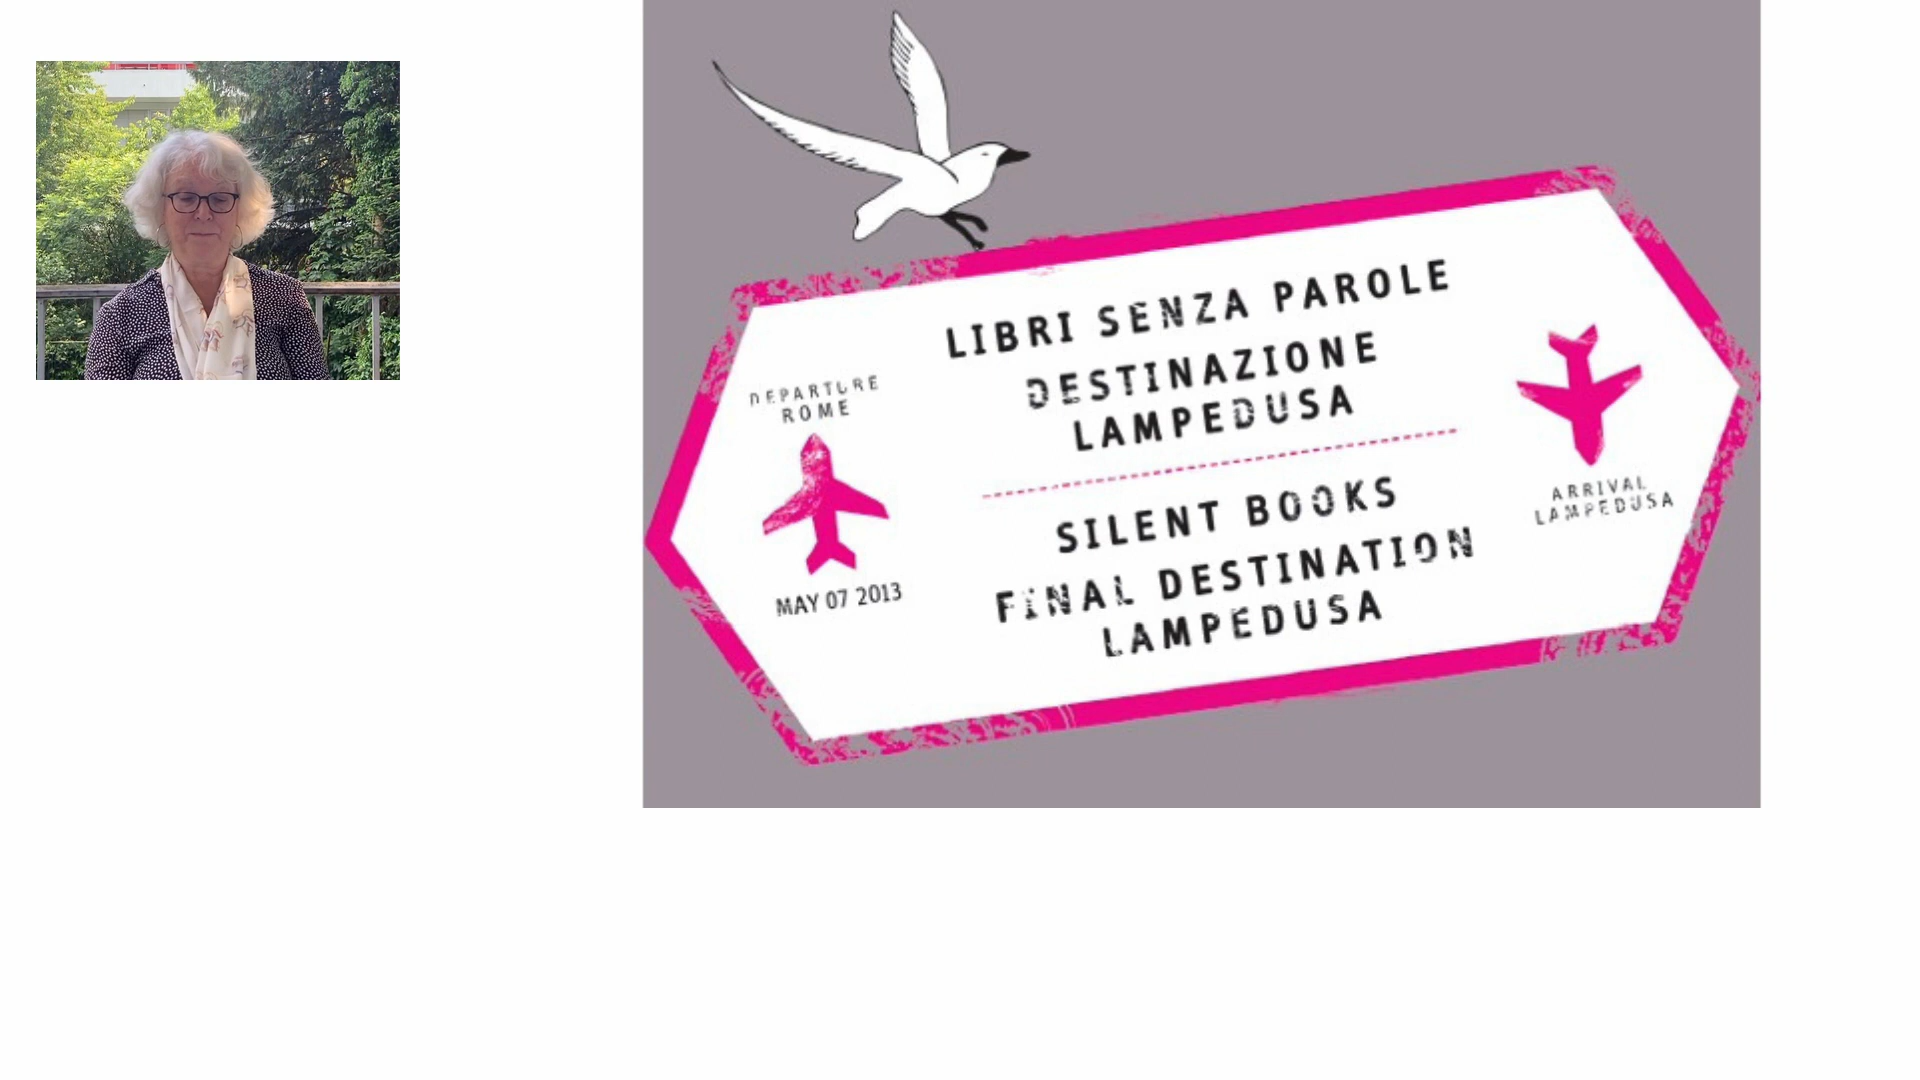 LIBRI SENZA PAROLE
DESTINAZIONE
LAMPEDUSA
DEPARTURE
ROME
MAY 07 2013
SILENT BOOKS
FINAL DESTINATION
LAMPEDUSA
ARRIVAL
LAMPEDUSA